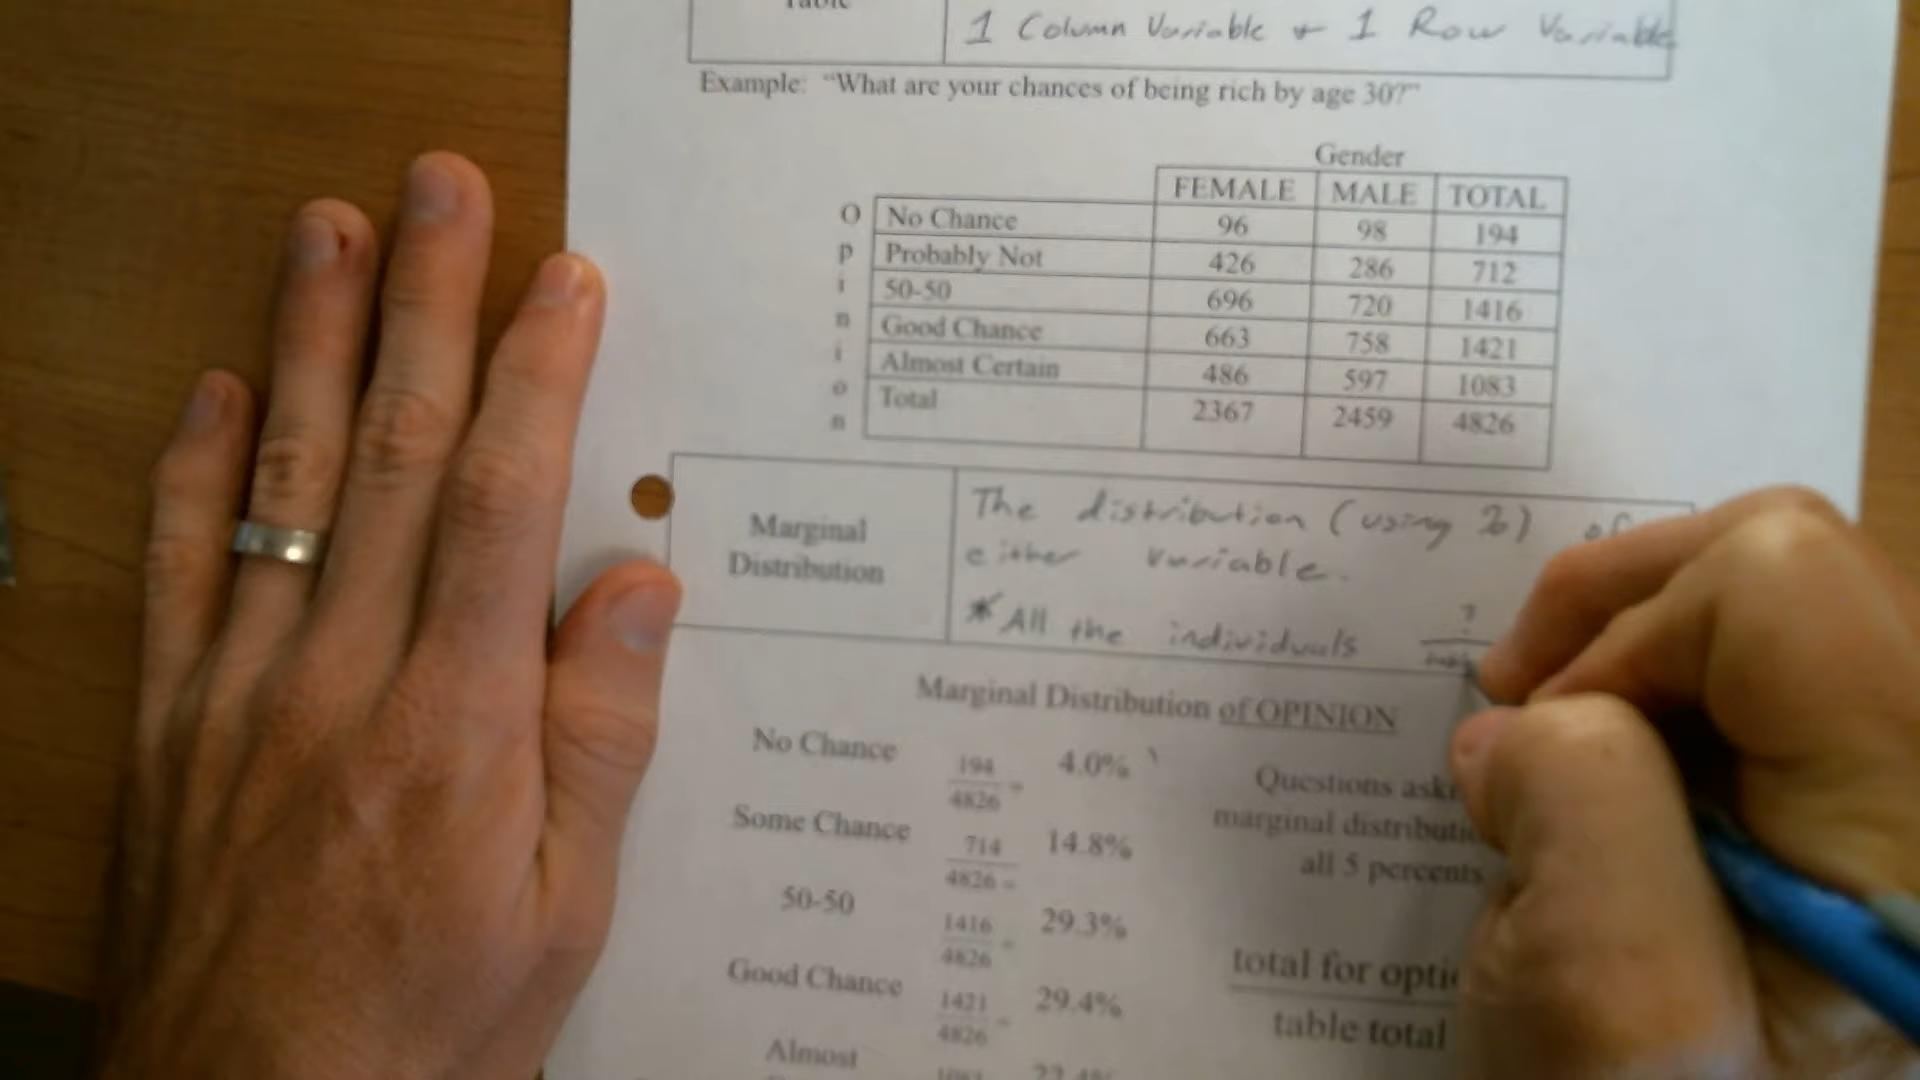 Table
1 Column Variable + 1 Row Variable
Example: "What are your chances of being rich by age 30?"
Gender
FEMALE MALE TOTAL
Opinion
No Chance 96 98 194
Probably Not 426 286 712
50-50 696 720 1416
Good Chance 663 758 1421
Almost Certain 486 597 1083
Total 2367 2459 4826
Marginal
Distribution
The distribution (using %) of
either variable.
* All the individuals ?
Marginal Distribution of OPINION
No Chance 194/4826 = 4.0%
Some Chance 714/4826 = 14.8%
50-50 1416/4826 = 29.3%
Good Chance 1421/4826 = 29.4%
Almost
Questions
marginal
all 5 percents
total for
table total